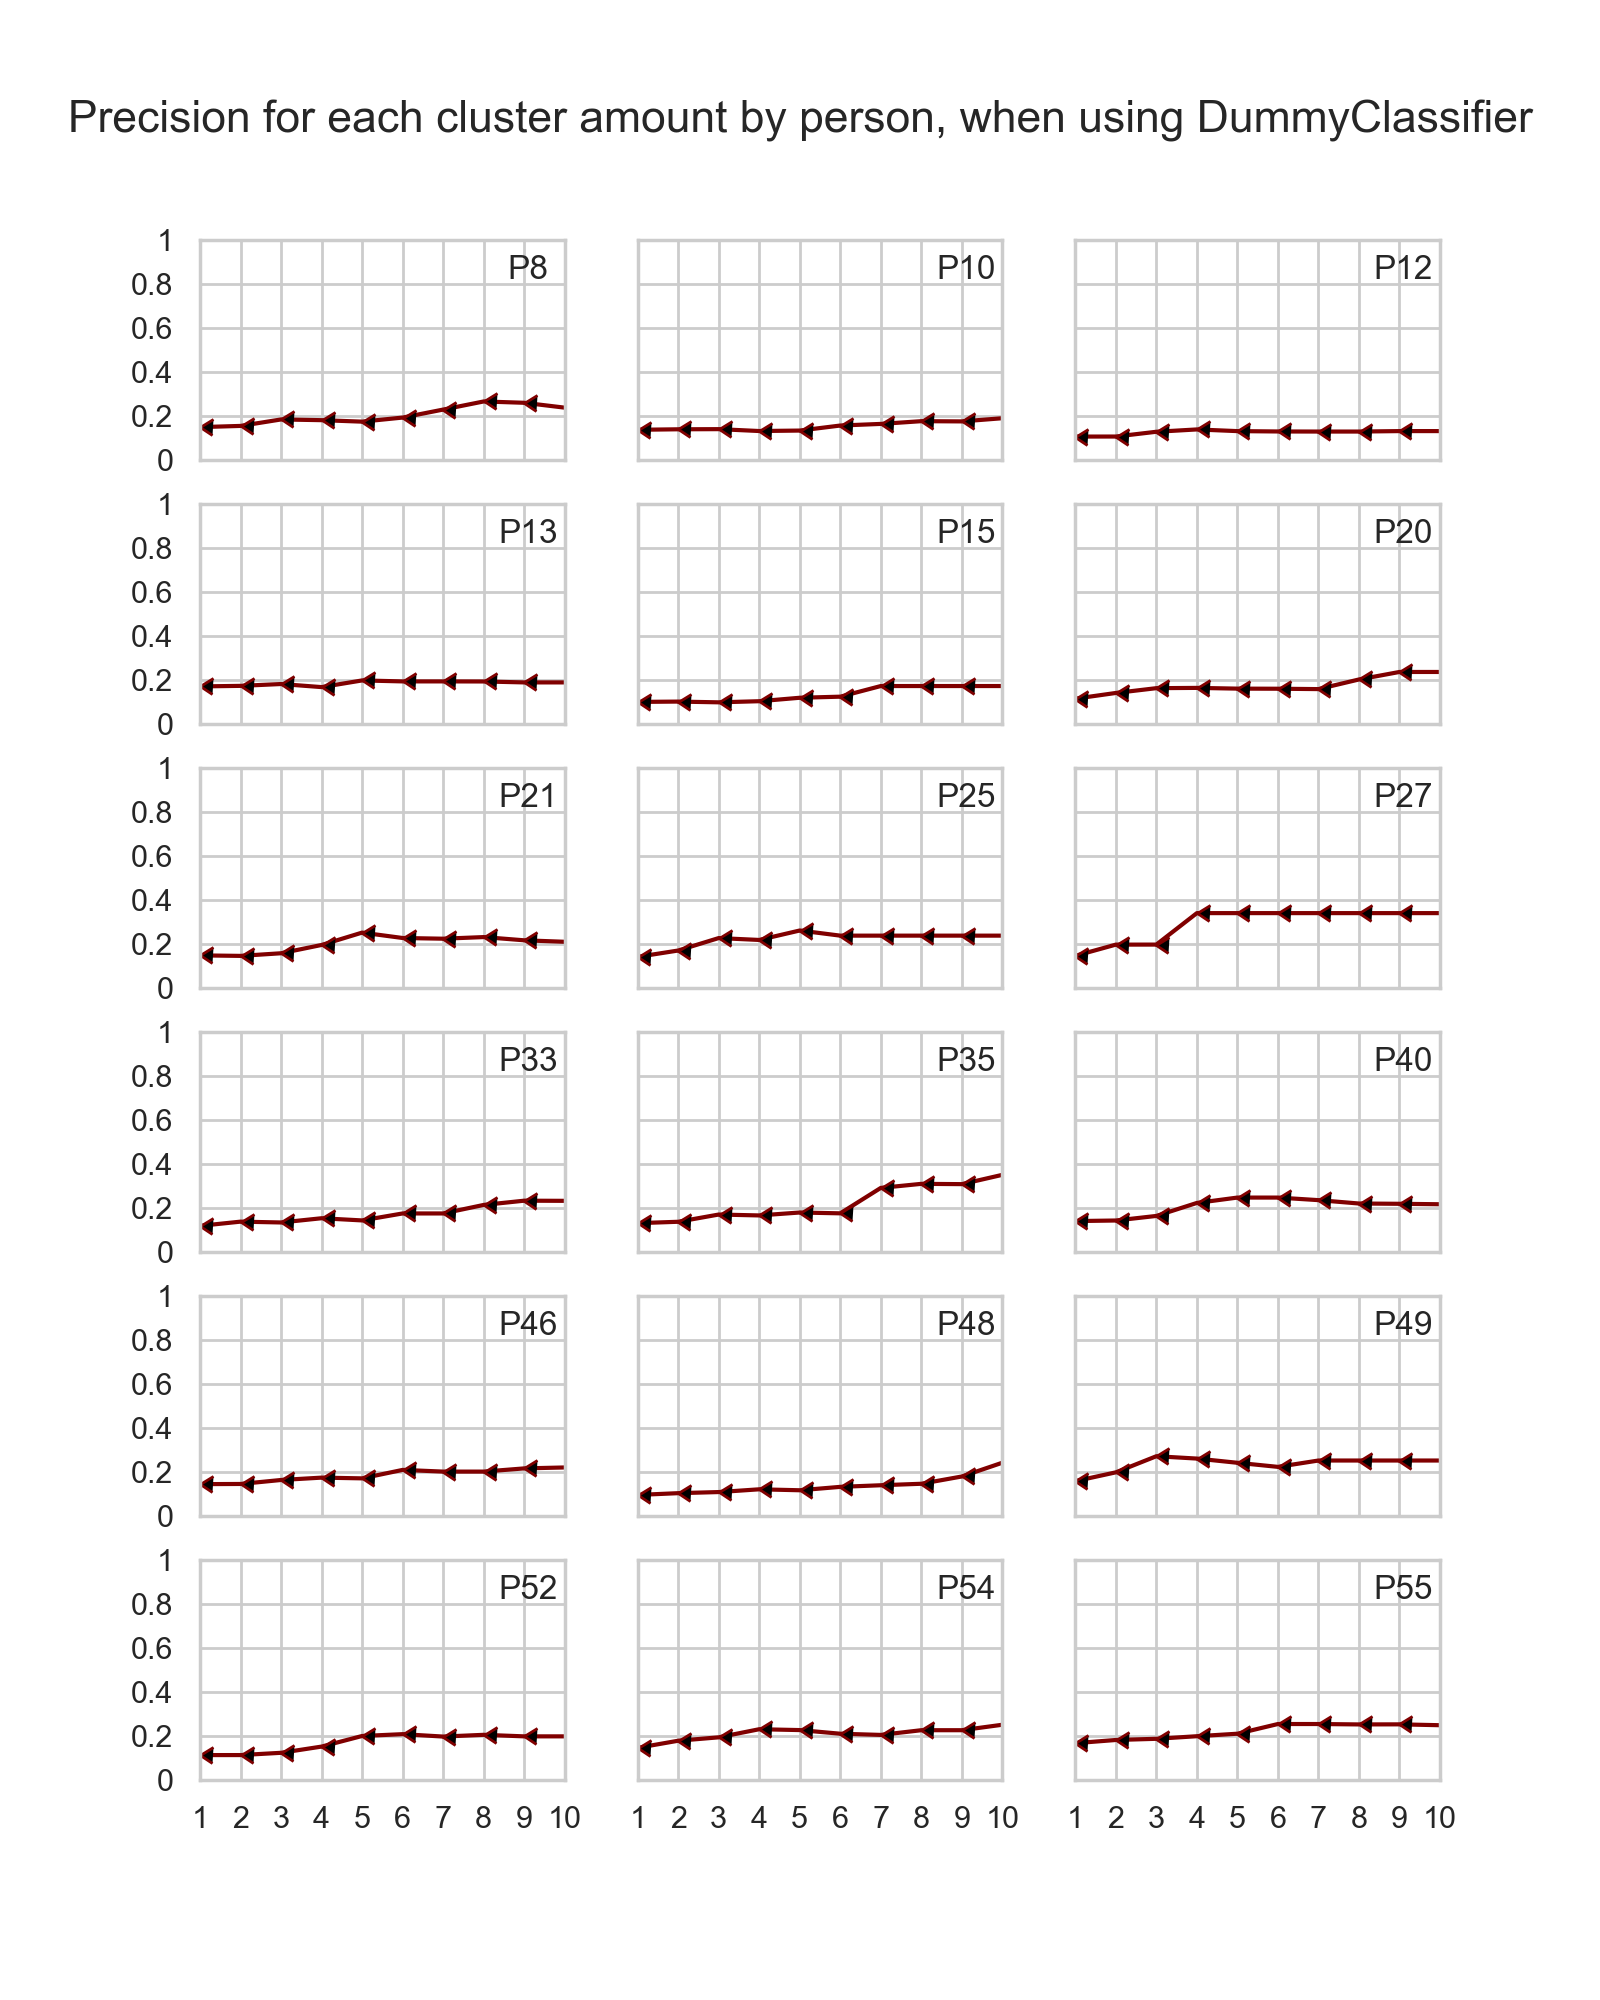 Precision for each cluster amount by person, when using DummyClassifier
1
0.8
0.6
0.4
0.2
0
P8
P10
P12
1
0.8
0.6
0.4
0.2
0
P13
P15
P20
1
0.8
0.6
0.4
0.2
0
P21
P25
P27
1
0.8
0.6
0.4
0.2
0
P33
P35
P40
1
0.8
0.6
0.4
0.2
0
P46
P48
P49
1
0.8
0.6
0.4
0.2
0
P52
P54
P55
1 2 3 4 5 6 7 8 9 10
1 2 3 4 5 6 7 8 9 10
1 2 3 4 5 6 7 8 9 10